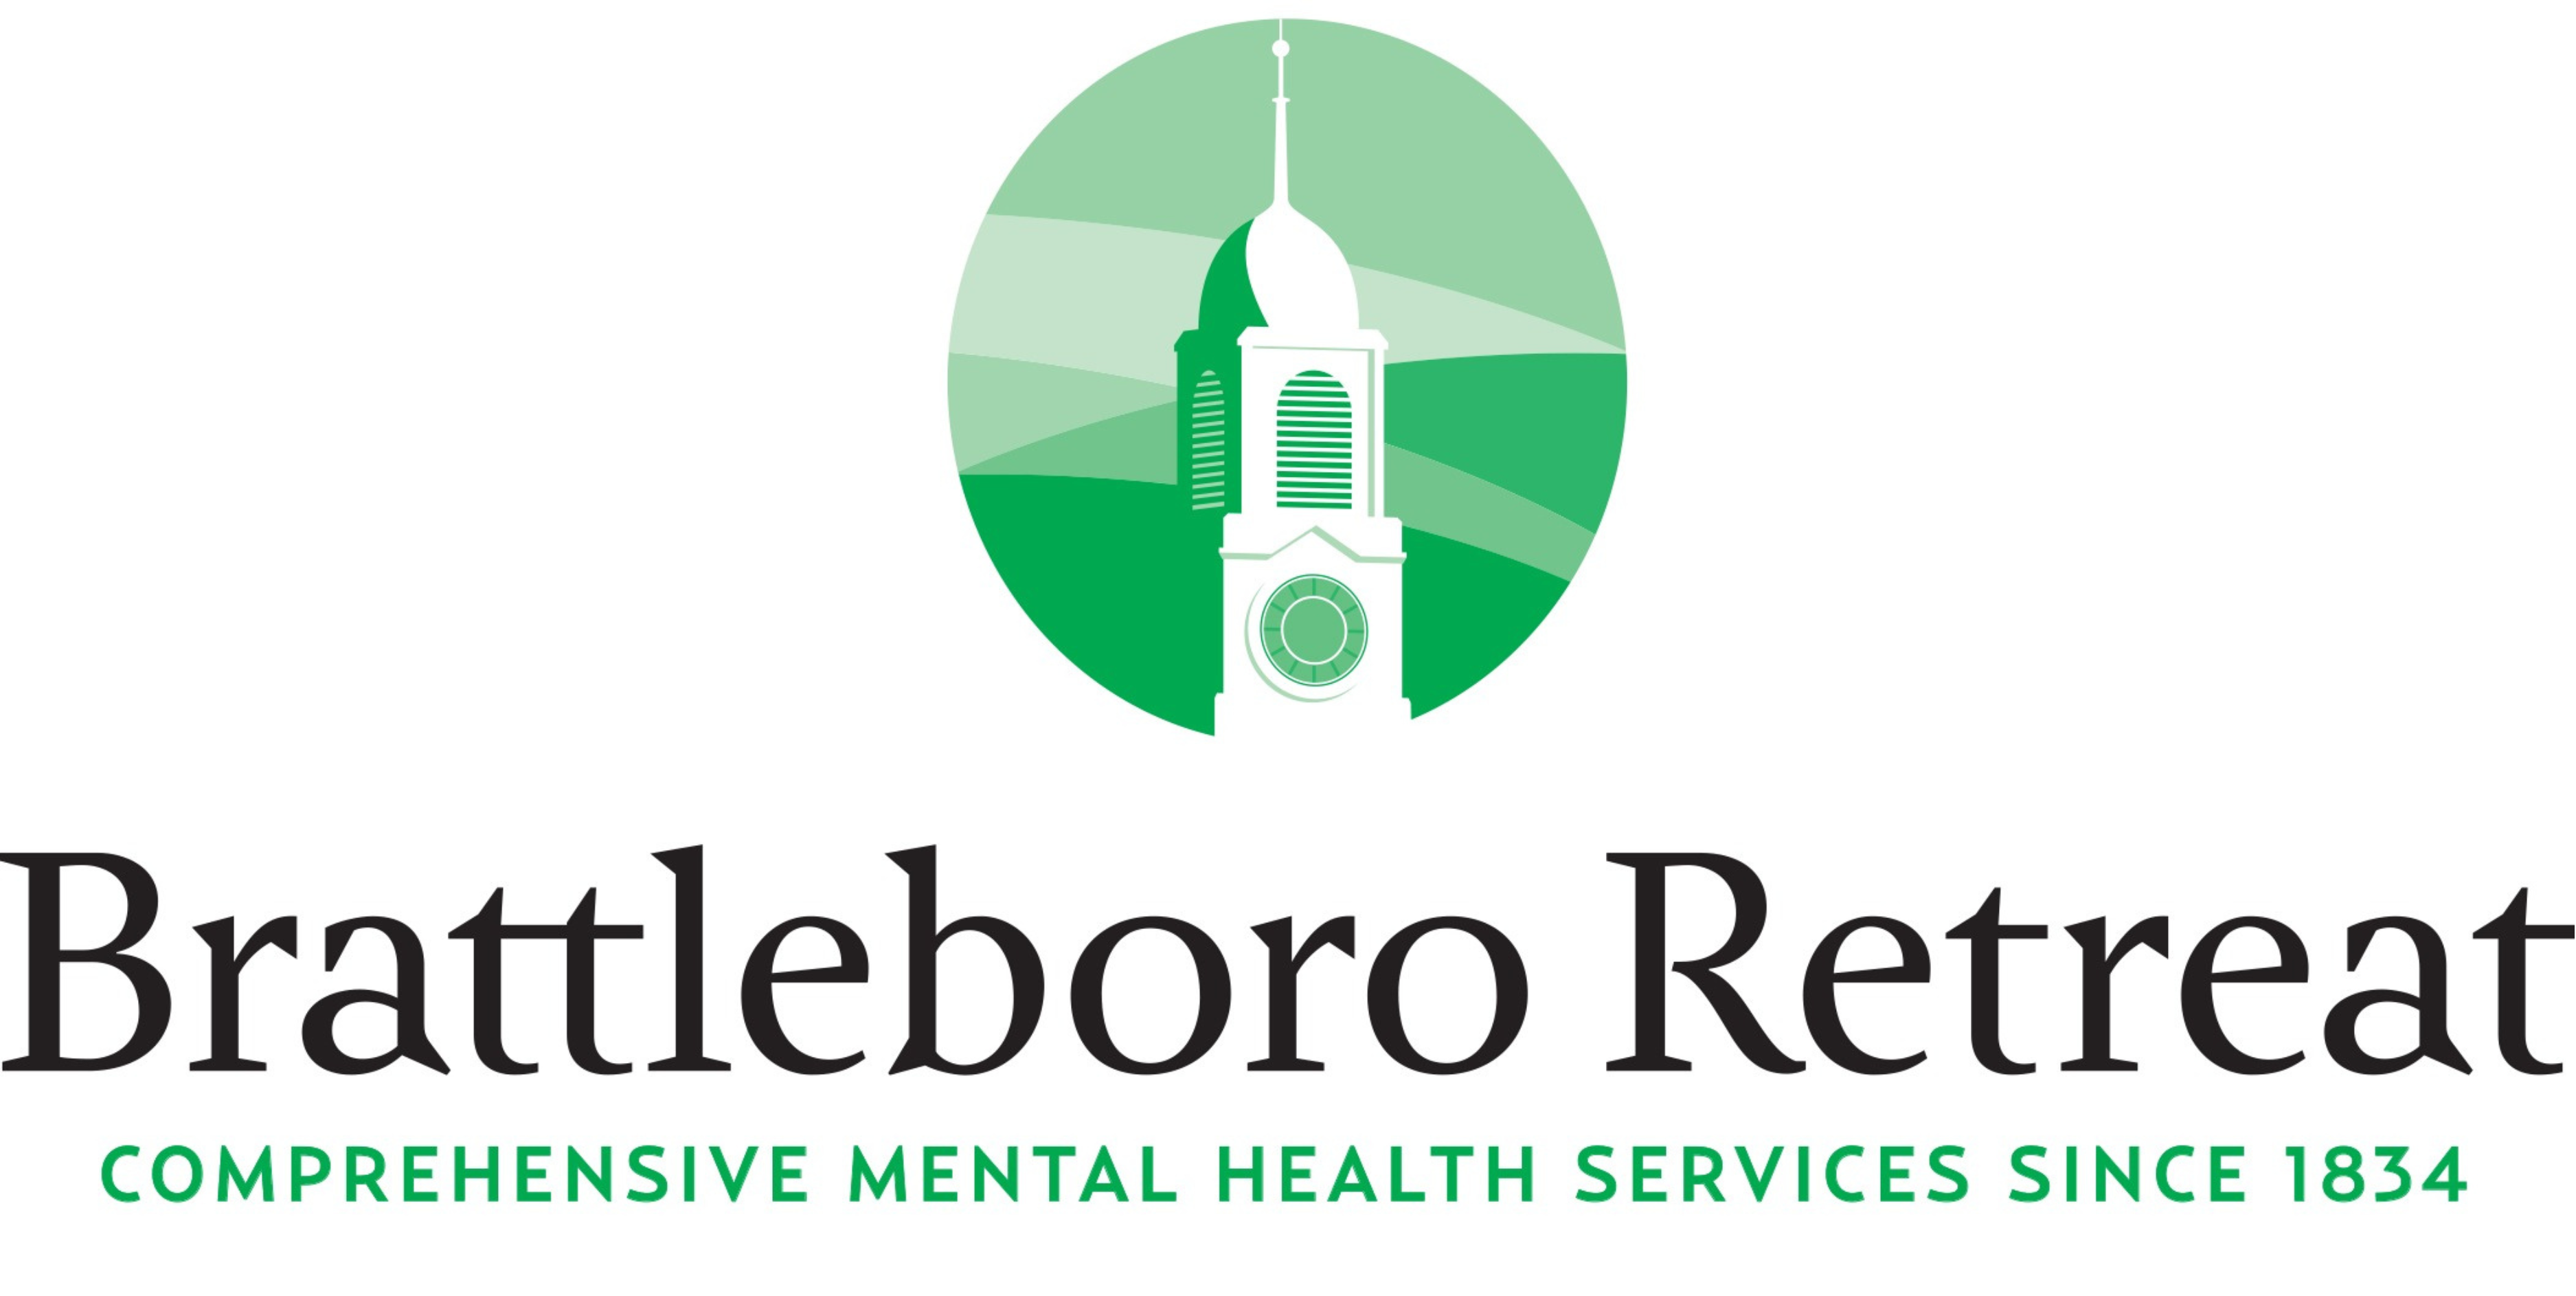 Brattleboro Retreat
COMPREHENSIVE MENTAL HEALTH SERVICES SINCE 1834